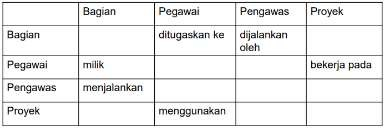 Bagian Pegawai Pengawas Proyek
Bagian ditugaskan ke dijalankan
oleh
Pegawai milik bekerja pada
Pengawas menjalankan
Proyek menggunakan